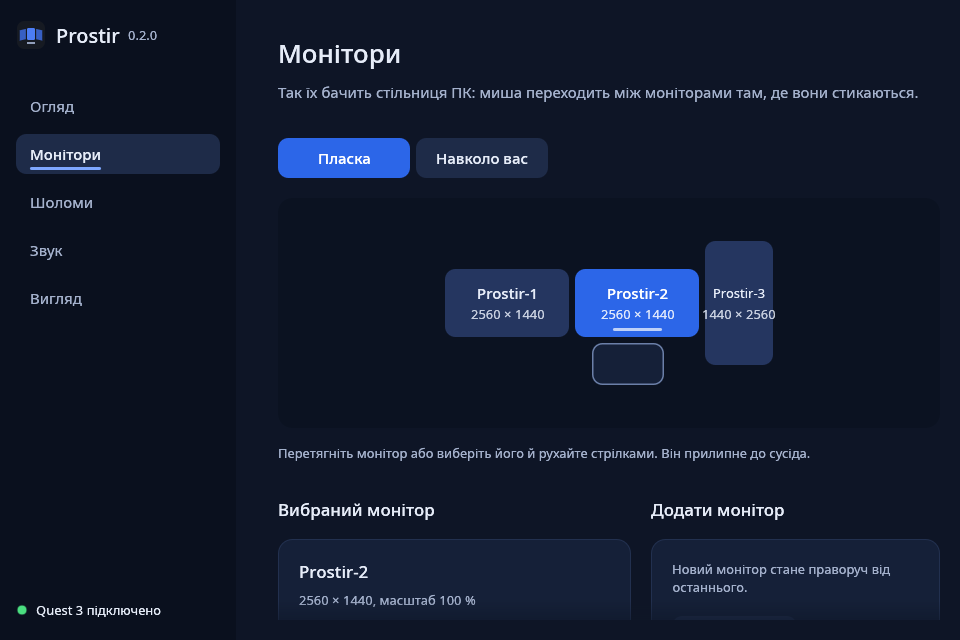 Prostir 0.2.0
Огляд
Монітори
Шоломи
Звук
Вигляд
Quest 3 підключено
Монітори
Так їх бачить стільниця ПК: миша переходить між моніторами там, де вони стикаються.
Пласка
Навколо вас
Prostir-1
2560 × 1440
Prostir-2
2560 × 1440
Prostir-3
1440 × 2560
Перетягніть монітор або виберіть його й рухайте стрілками. Він прилипне до сусіда.
Вибраний монітор
Prostir-2
2560 × 1440, масштаб 100 %
Додати монітор
Новий монітор стане праворуч від
останнього.